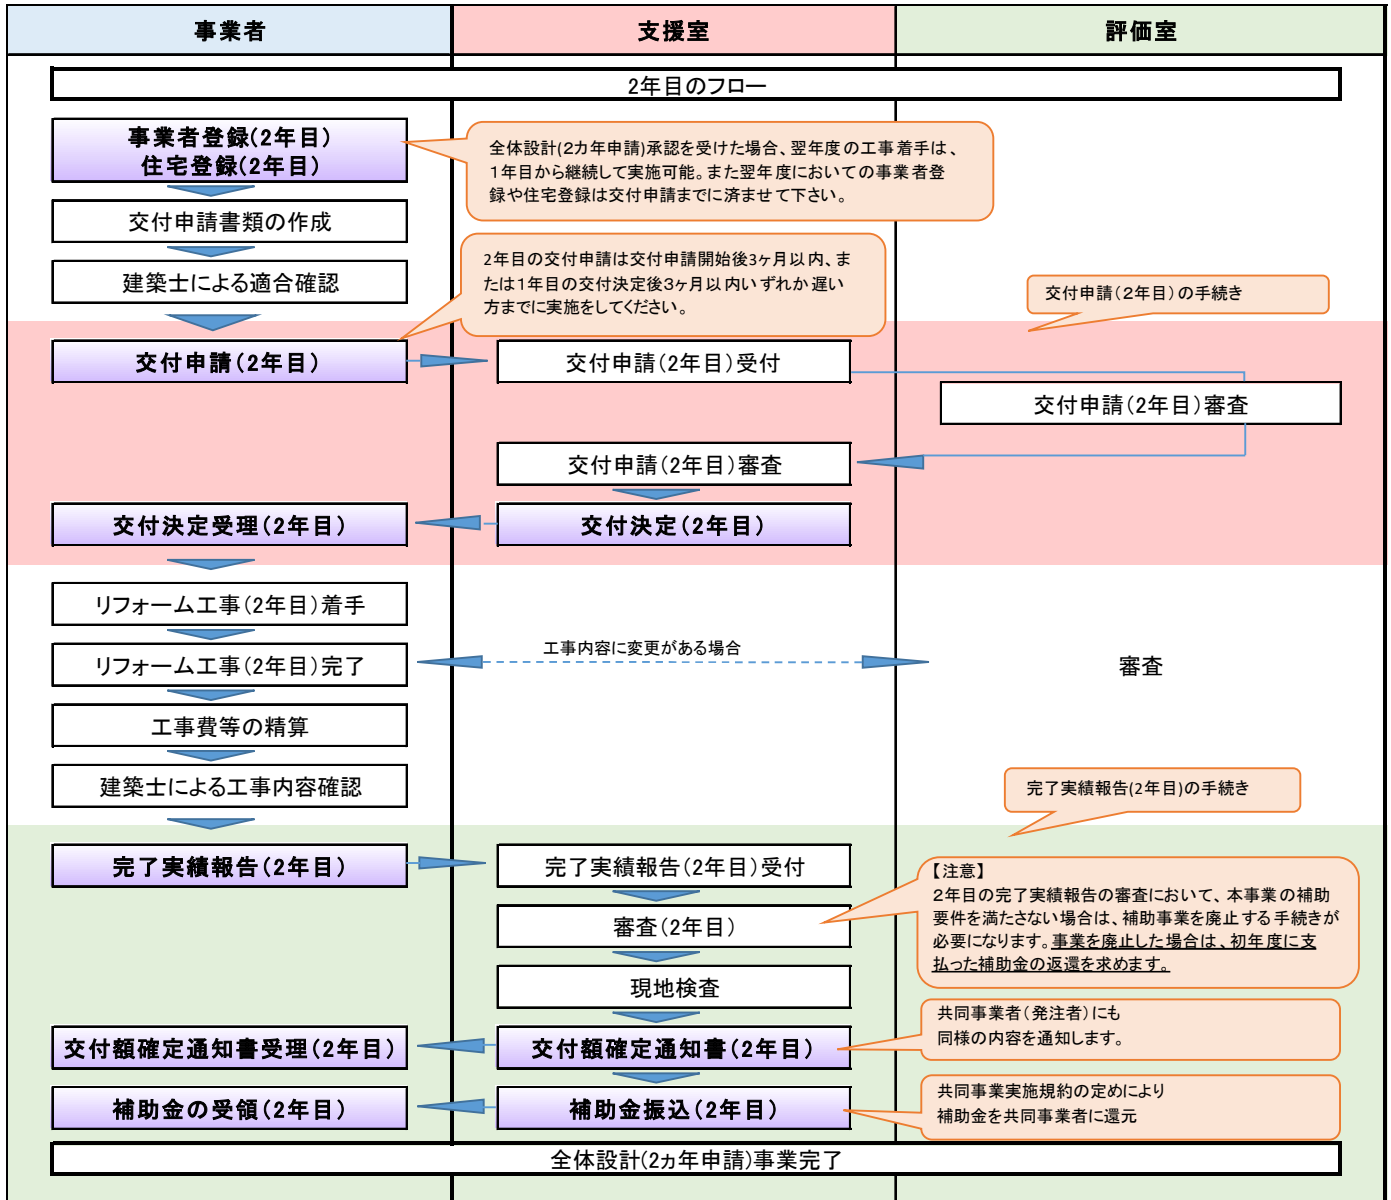 事業者
支援室
評価室
2年目のフロー
事業者登録(2年目)
住宅登録(2年目)
全体設計(2カ年申請)承認を受けた場合、翌年度の工事着手は、
1年目から継続して実施可能。また翌年度においての事業者登
録や住宅登録は交付申請までに済ませて下さい。
交付申請書類の作成
建築士による適合確認
2年目の交付申請は交付申請開始後3ヶ月以内、ま
たは1年目の交付決定後3ヶ月以内いずれか遅い
方までに実施をしてください。
交付申請(2年目)の手続き
交付申請(2年目)
交付申請(2年目)受付
交付申請(2年目)審査
交付申請(2年目)審査
交付決定受理(2年目)
交付決定(2年目)
リフォーム工事(2年目)着手
リフォーム工事(2年目)完了
工事内容に変更がある場合
審査
工事費等の精算
建築士による工事内容確認
完了実績報告(2年目)の手続き
完了実績報告(2年目)
完了実績報告(2年目)受付
【注意】
2年目の完了実績報告の審査において、本事業の補助
要件を満たさない場合は、補助事業を廃止する手続きが
必要になります。事業を廃止した場合は、初年度に支
払った補助金の返還を求めます。
審査(2年目)
現地検査
共同事業者(発注者)にも
同様の内容を通知します。
交付額確定通知書受理(2年目)
交付額確定通知書(2年目)
補助金の受領(2年目)
補助金振込(2年目)
共同事業実施規約の定めにより
補助金を共同事業者に還元
全体設計(2ヵ年申請)事業完了